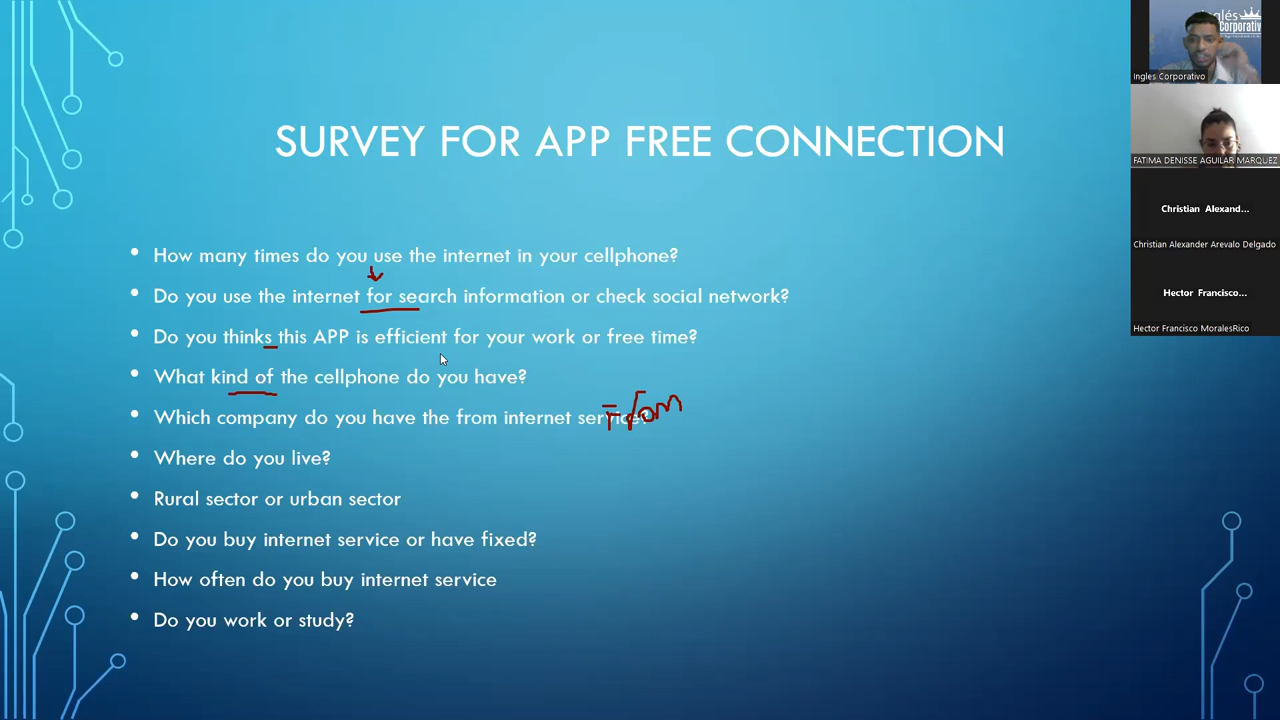 SURVEY FOR APP FREE CONNECTION
• How many times do you use the internet in your cellphone?
• Do you use the internet for search information or check social network?
• Do you thinks this APP is efficient for your work or free time?
• What kind of the cellphone do you have?
• Which company do you have the from internet service?
• Where do you live?
• Rural sector or urban sector
• Do you buy internet service or have fixed?
• How often do you buy internet service
• Do you work or study?
Inglés
Corporativo
Ingles Corporativo
FATIMA DENISSE AGUILAR MARQUEZ
Christian Alexand...
Christian Alexander Arevalo Delgado
Hector Francisco...
Hector Francisco MoralesRico